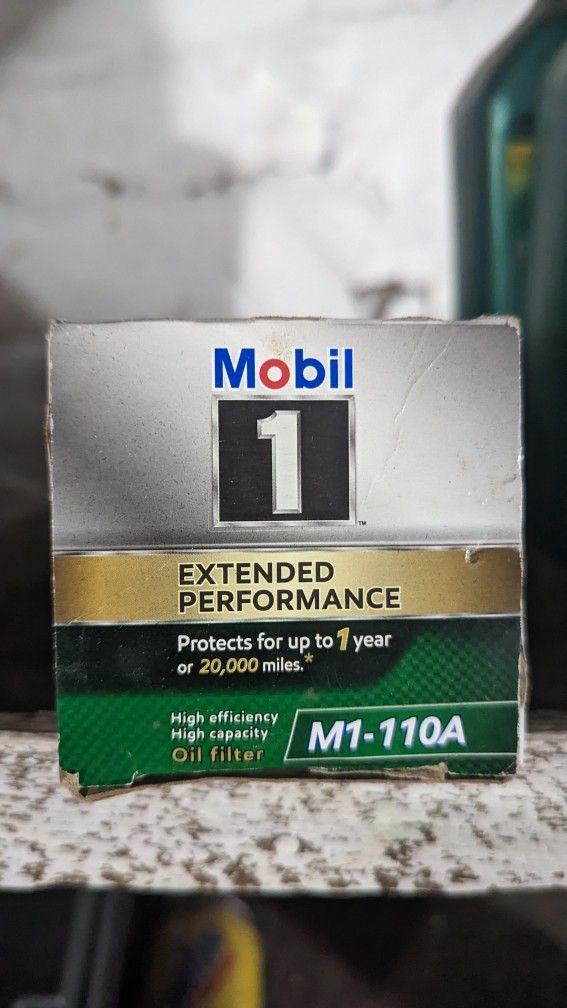 Mobil
1
™
EXTENDED
PERFORMANCE
Protects for up to 1 year
or 20,000 miles.*
High efficiency
High capacity
Oil filter
M1-110A